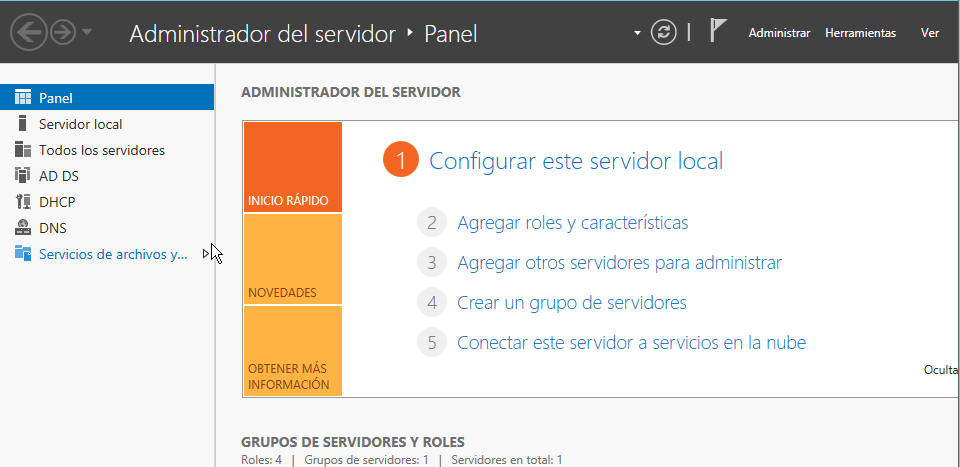 Administrador del servidor ‣ Panel
Administrar Herramientas Ver
Panel
Servidor local
Todos los servidores
AD DS
DHCP
DNS
Servicios de archivos y...
ADMINISTRADOR DEL SERVIDOR
INICIO RÁPIDO
NOVEDADES
OBTENER MÁS
INFORMACIÓN
1 Configurar este servidor local
2 Agregar roles y características
3 Agregar otros servidores para administrar
4 Crear un grupo de servidores
5 Conectar este servidor a servicios en la nube
Oculta
GRUPOS DE SERVIDORES Y ROLES
Roles: 4 | Grupos de servidores: 1 | Servidores en total: 1